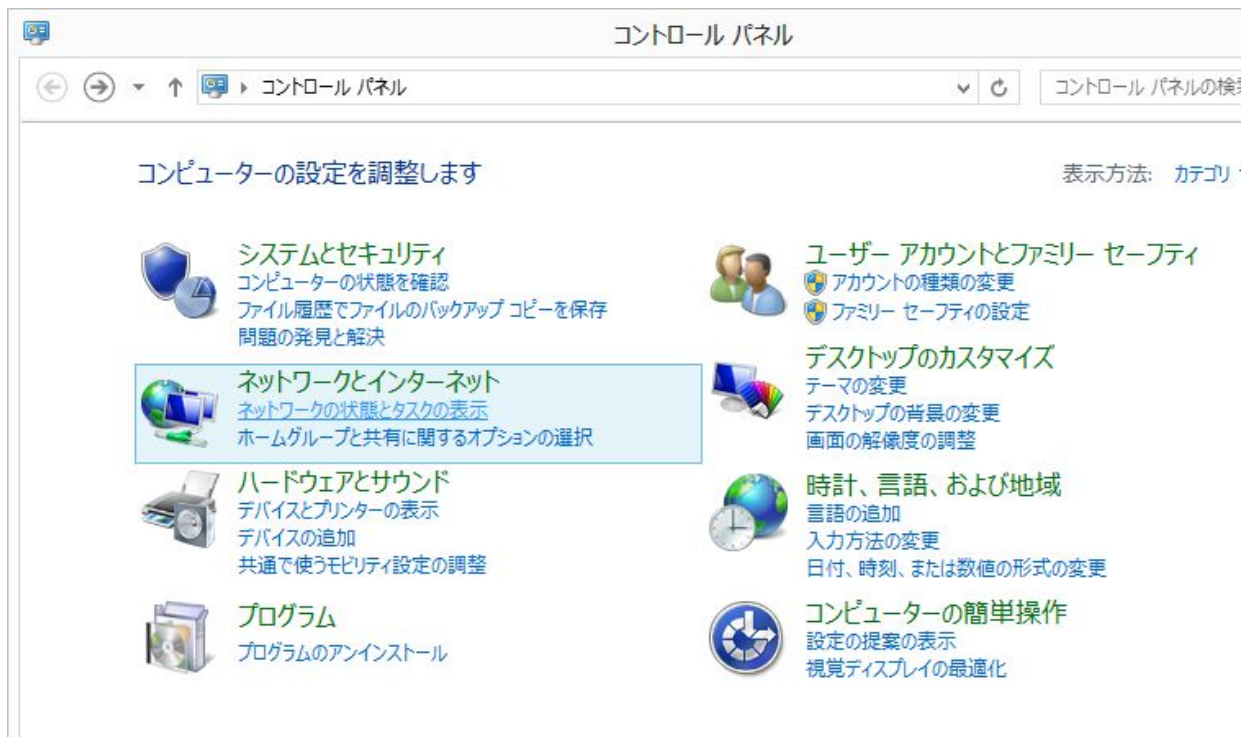 コントロール パネル
コントロール パネル
コントロール パネルの検
コンピューターの設定を調整します
表示方法: カテゴリ
システムとセキュリティ
コンピューターの状態を確認
ファイル履歴でファイルのバックアップ コピーを保存
問題の発見と解決
ネットワークとインターネット
ネットワークの状態とタスクの表示
ホームグループと共有に関するオプションの選択
ハードウェアとサウンド
デバイスとプリンターの表示
デバイスの追加
共通で使うモビリティ設定の調整
プログラム
プログラムのアンインストール
ユーザー アカウントとファミリー セーフティ
アカウントの種類の変更
ファミリー セーフティの設定
デスクトップのカスタマイズ
テーマの変更
デスクトップの背景の変更
画面の解像度の調整
時計、言語、および地域
言語の追加
入力方法の変更
日付、時刻、または数値の形式の変更
コンピューターの簡単操作
設定の提案の表示
視覚ディスプレイの最適化